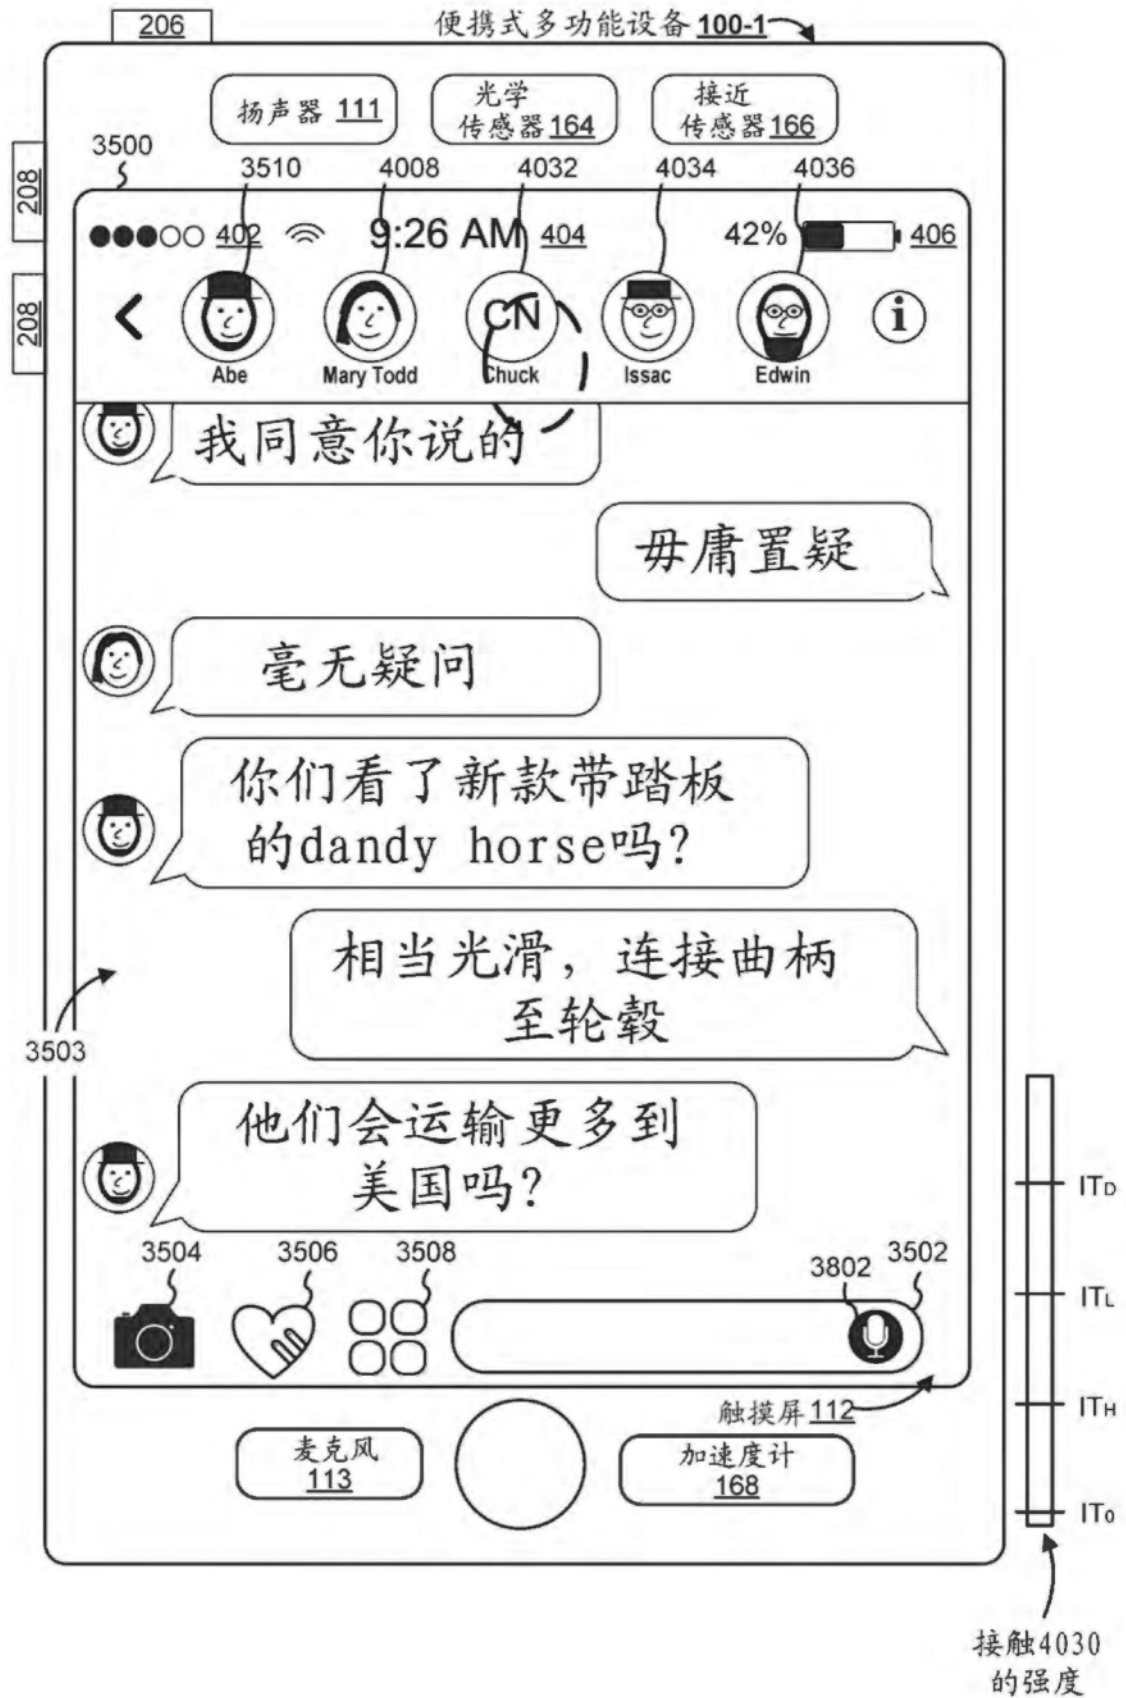 206
便携式多功能设备 100-1
扬声器 111
光学
传感器 164
接近
传感器 166
3500
3510
4008
4032
4034
4036
208
208
402
9:26 AM
404
42%
406
CN
i
Abe
Mary Todd
Chuck
Issac
Edwin
我同意你说的
毋庸置疑
毫无疑问
你们看了新款带踏板
的dandy horse吗?
相当光滑，连接曲柄
至轮毂
3503
他们会运输更多到
美国吗?
3504
3506
3508
3802
3502
触摸屏 112
麦克风
113
加速度计
168
ITD
ITL
ITH
IT0
接触4030
的强度